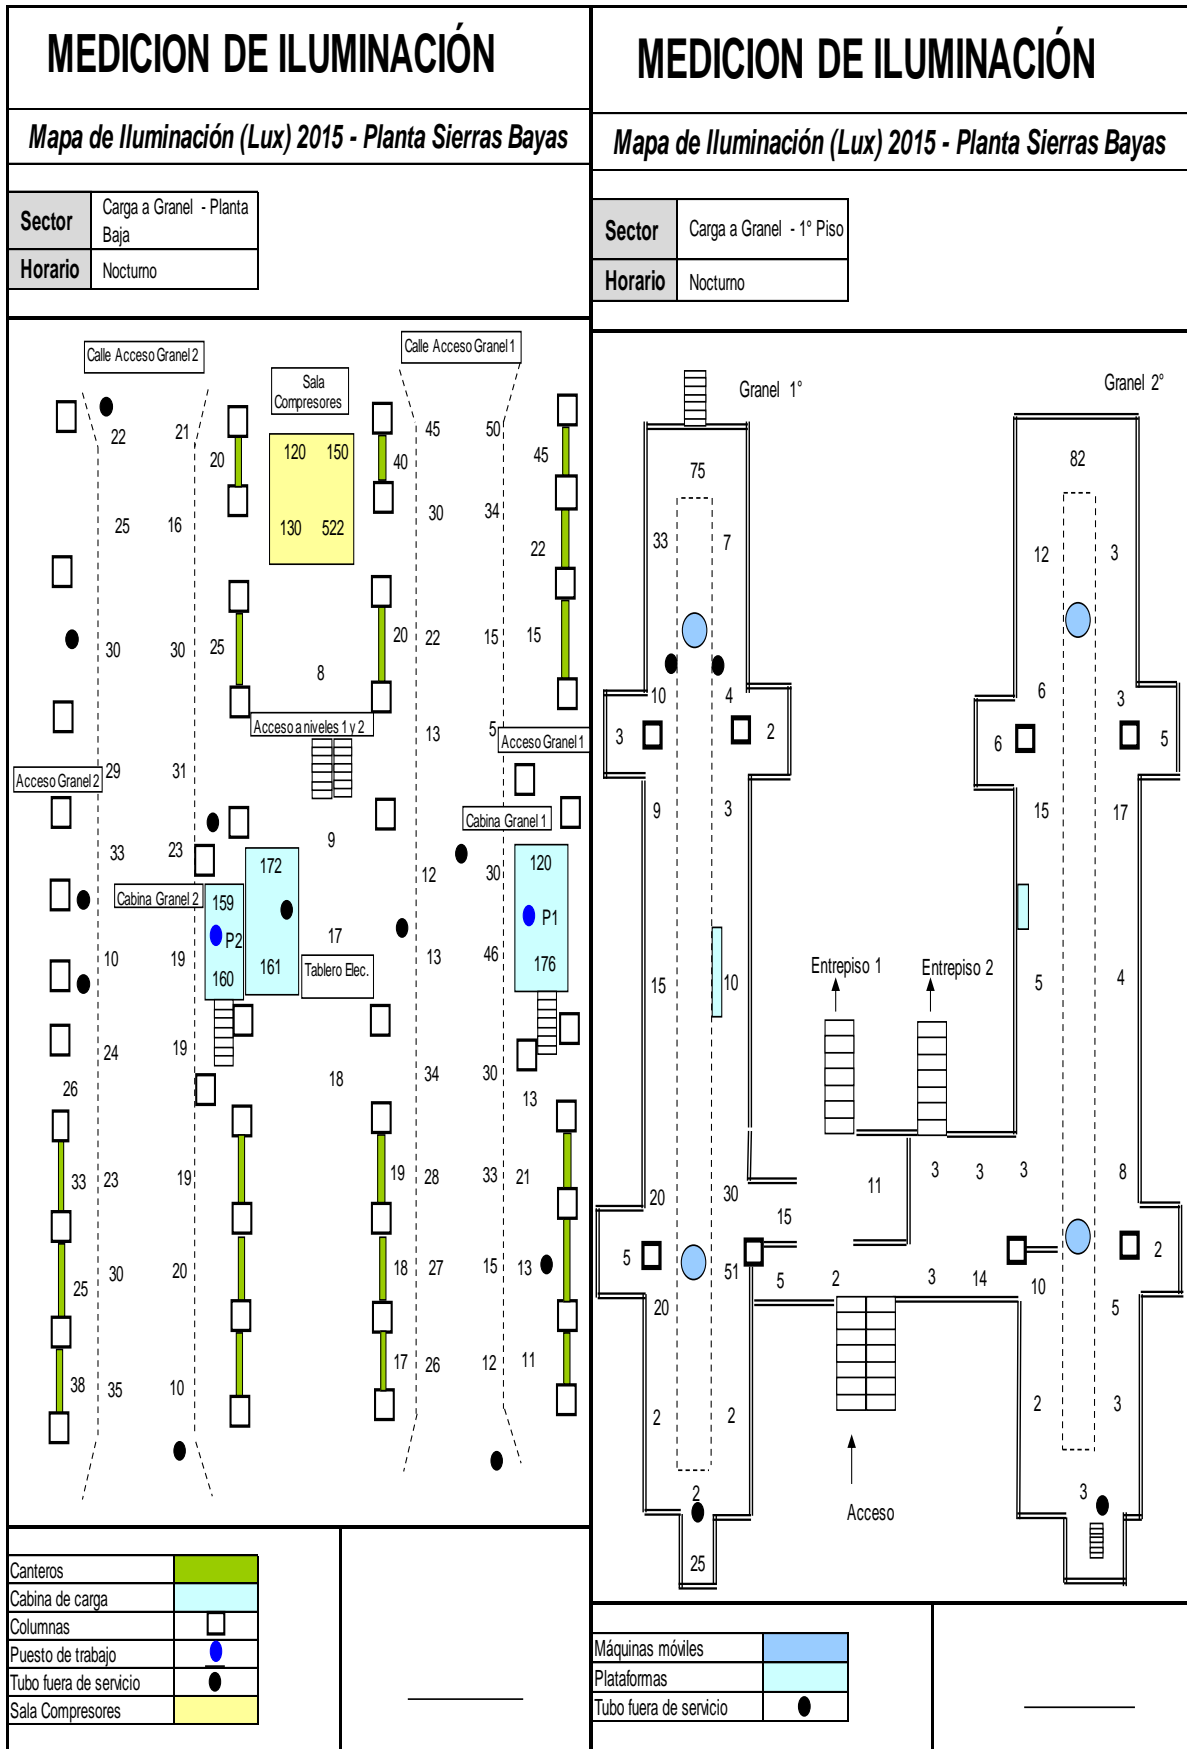 MEDICION DE ILUMINACIÓN
Mapa de Iluminación (Lux) 2015 - Planta Sierras Bayas
Sector
Carga a Granel - Planta
Baja
Horario
Nocturno
Calle Acceso Granel 2
Calle Acceso Granel 1
Sala
Compresores
22 21 20 120 150 40 45 50 45
25 16 130 522 30 34 22
30 30 25 8 20 22 15 15
Acceso a niveles 1 y 2
13 5
Acceso Granel 1
Acceso Granel 2
29 31
Cabina Granel 1
33 23 172 9 12 30 120
Cabina Granel 2
159
P2
17
P1
10 19 160 161
Tablero Elec.
13 46 176
24 19
26 18 34 30 13
33 23 19 19 28 33 21
25 30 20 18 27 15 13
38 35 10 17 26 12 11
Canteros
Cabina de carga
Columnas
Puesto de trabajo
Tubo fuera de servicio
Sala Compresores
MEDICION DE ILUMINACIÓN
Mapa de Iluminación (Lux) 2015 - Planta Sierras Bayas
Sector
Carga a Granel - 1° Piso
Horario
Nocturno
Granel 1°
Granel 2°
75 82
33 7 12 3
10 4 6 3
3 2 6 5
9 3 15 17
Entrepiso 1
Entrepiso 2
15 10 5 4
20 30 11 3 3 3 8
15
5 51 5 2 3 14 10 2
20 5
2 2 2 3
2 3
Acceso
25
Máquinas móviles
Plataformas
Tubo fuera de servicio